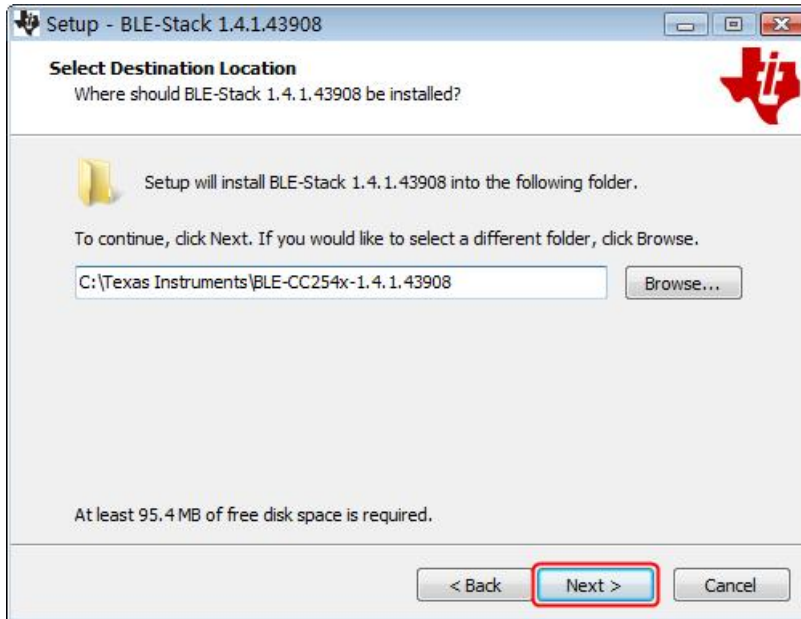 Setup - BLE-Stack 1.4.1.43908
Select Destination Location
Where should BLE-Stack 1.4.1.43908 be installed?
Setup will install BLE-Stack 1.4.1.43908 into the following folder.
To continue, click Next. If you would like to select a different folder, click Browse.
C:\Texas Instruments\BLE-CC254x-1.4.1.43908
Browse...
At least 95.4 MB of free disk space is required.
< Back
Next >
Cancel